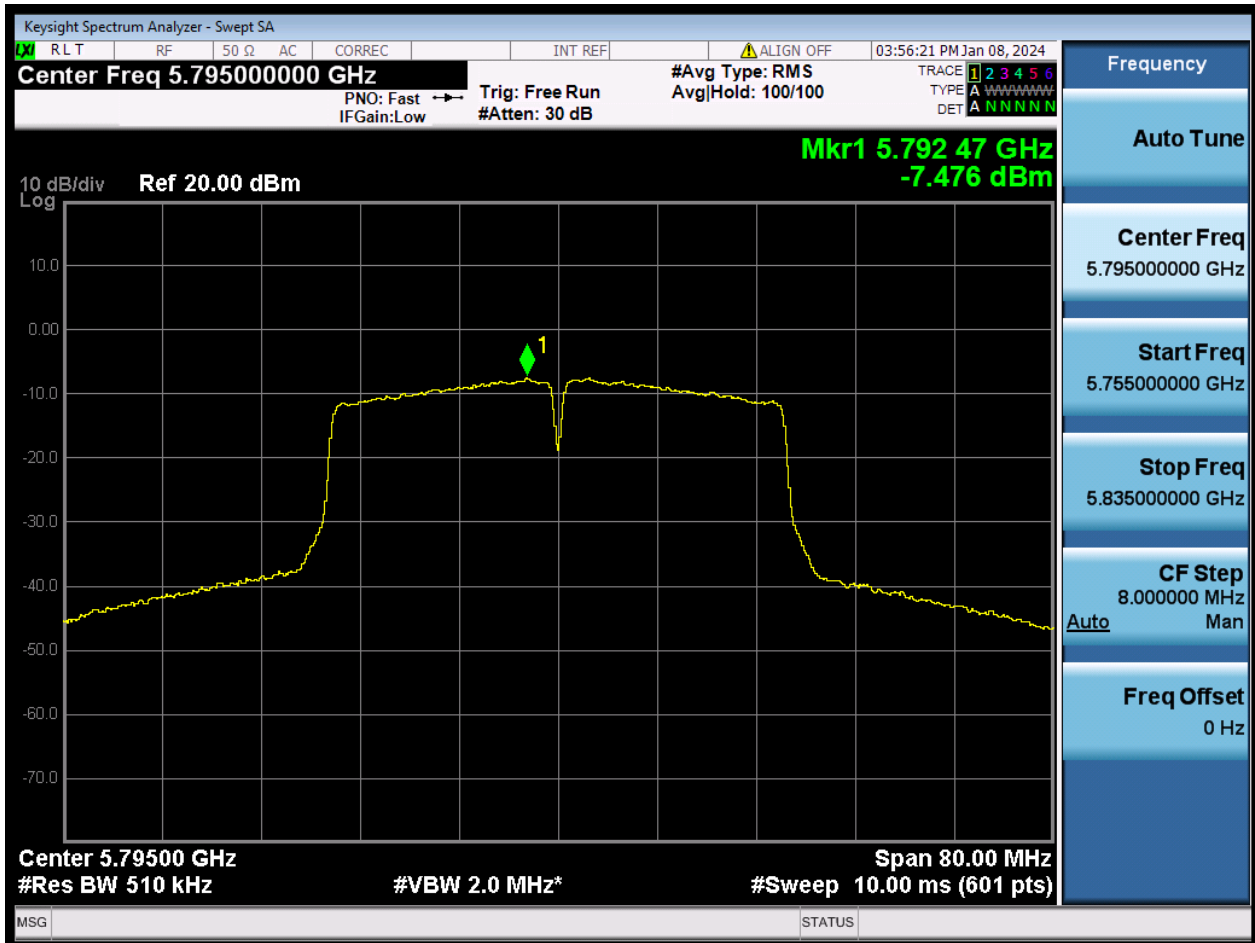 Keysight Spectrum Analyzer - Swept SA
LXI RLT RF 50 Ω AC CORREC INT REF ALIGN OFF 03:56:21 PM Jan 08, 2024
Center Freq 5.795000000 GHz
PNO: Fast
IFGain:Low
Trig: Free Run
#Atten: 30 dB
#Avg Type: RMS
Avg|Hold: 100/100
TRACE 1 2 3 4 5 6
TYPE A WWWWW
DET A N N N N N
Mkr1 5.792 47 GHz
-7.476 dBm
10 dB/div Ref 20.00 dBm
Log
10.0
0.00
-10.0
-20.0
-30.0
-40.0
-50.0
-60.0
-70.0
1
Center 5.79500 GHz Span 80.00 MHz
#Res BW 510 kHz #VBW 2.0 MHz* #Sweep 10.00 ms (601 pts)
MSG STATUS
Frequency
Auto Tune
Center Freq
5.795000000 GHz
Start Freq
5.755000000 GHz
Stop Freq
5.835000000 GHz
CF Step
8.000000 MHz
Auto Man
Freq Offset
0 Hz